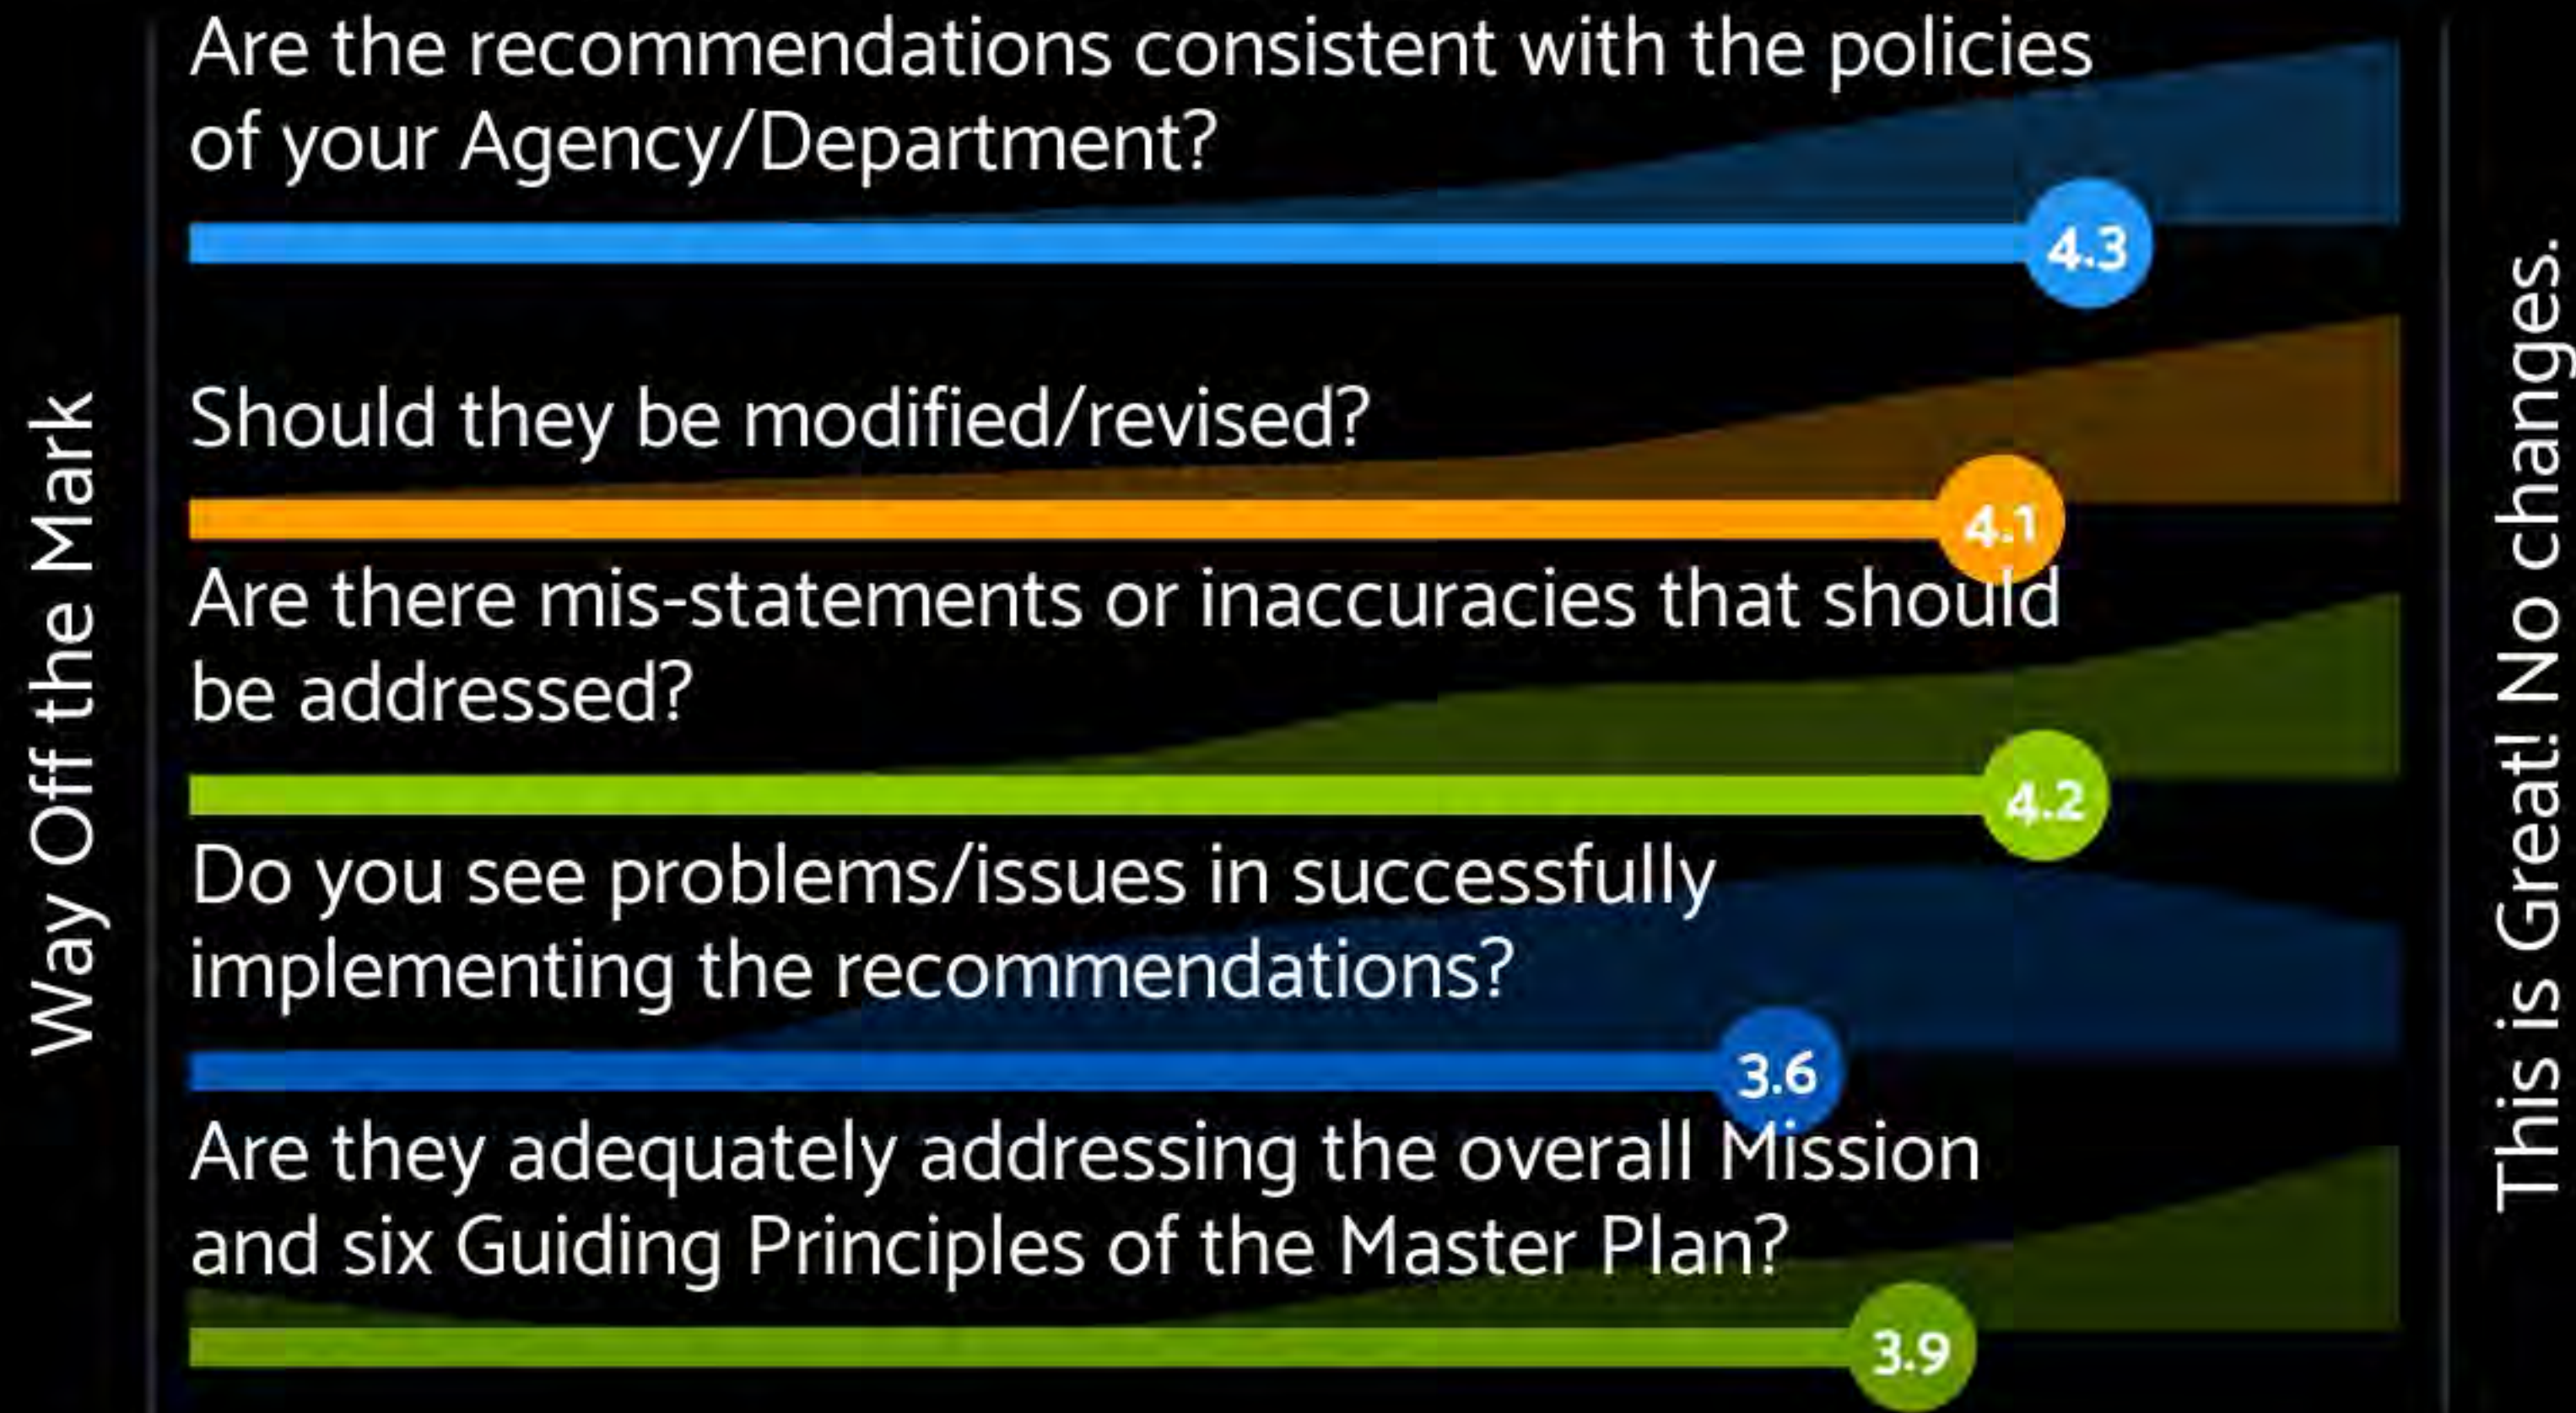 Are the recommendations consistent with the policies
of your Agency/Department?
4.3
Should they be modified/revised?
4.1
Are there mis-statements or inaccuracies that should
be addressed?
4.2
Do you see problems/issues in successfully
implementing the recommendations?
3.6
Are they adequately addressing the overall Mission
and six Guiding Principles of the Master Plan?
3.9
Way Off the Mark
This is Great! No changes.